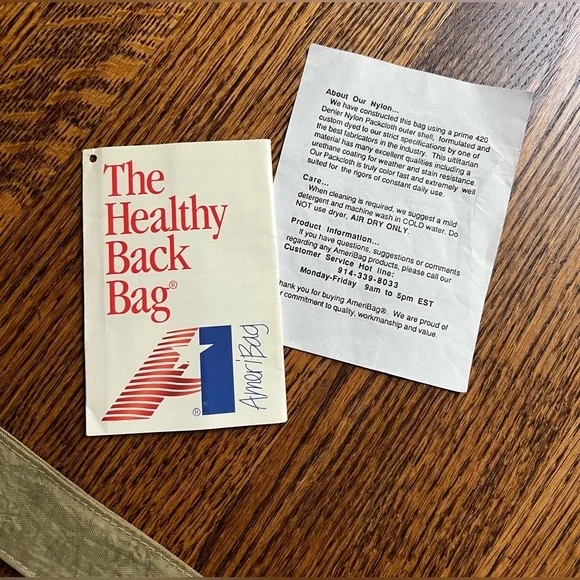 The
Healthy
Back
Bag®
®
AmeriBag
About Our Nylon...
We have constructed this bag using a prime 420
Denier Nylon Packcloth outer shell, formulated and
custom dyed to our strict specifications by one of
the best fabricators in the industry. This utilitarian
material has many excellent qualities including a
urethane coating for weather and stain resistance.
Our Packcloth is truly color fast and extremely well
suited for the rigors of constant daily use.
Care...
When cleaning is required, we suggest a mild
detergent and machine wash in COLD water. Do
NOT use dryer, AIR DRY ONLY.
Product Information...
If you have questions, suggestions or comments
regarding any AmeriBag products, please call our
Customer Service Hot line:
914-339-8033
Monday-Friday 9am to 5pm EST
hank you for buying AmeriBag®. We are proud of
r commitment to quality, workmanship and value.